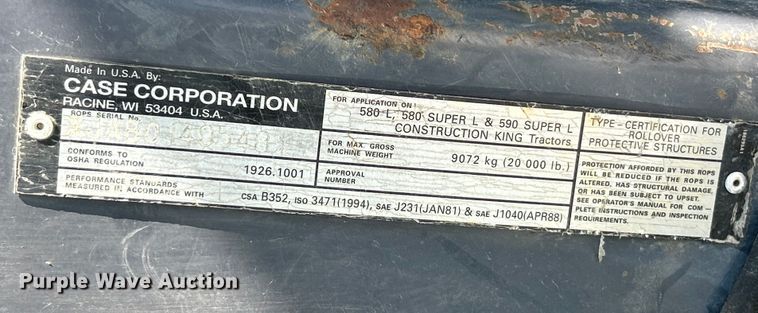 Made in U.S.A. By:
CASE CORPORATION
RACINE, WI 53404 U.S.A.
ROPS SERIAL No.
CONFORMS TO
OSHA REGULATION
1926.1001
PERFORMANCE STANDARDS
MEASURED IN ACCORDANCE WITH
CSA B352, ISO 3471(1994), SAE J231(JAN81) & SAE J1040(APR88)
FOR APPLICATION ON
580 L, 580 SUPER L & 590 SUPER L
CONSTRUCTION KING Tractors
FOR MAX. GROSS
MACHINE WEIGHT
9072 kg (20 000 lb.)
APPROVAL
NUMBER
TYPE - CERTIFICATION FOR
ROLLOVER
PROTECTIVE STRUCTURES
PROTECTION AFFORDED BY THIS ROPS
WILL BE REDUCED IF THE ROPS IS
ALTERED, HAS STRUCTURAL DAMAGE,
OR HAS BEEN SUBJECT TO UPSET.
SEE OPERATOR'S MANUAL FOR COM-
PLETE INSTRUCTIONS AND INSPECTION
REQUIREMENTS.
Purple Wave Auction